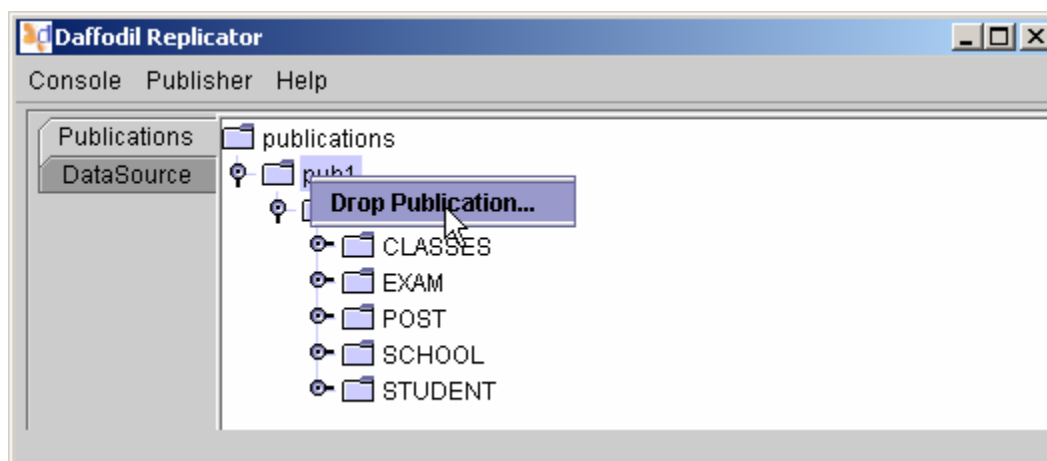 Daffodil Replicator
Console Publisher Help
Publications
DataSource
publications
pub1
Drop Publication...
CLASSES
EXAM
POST
SCHOOL
STUDENT